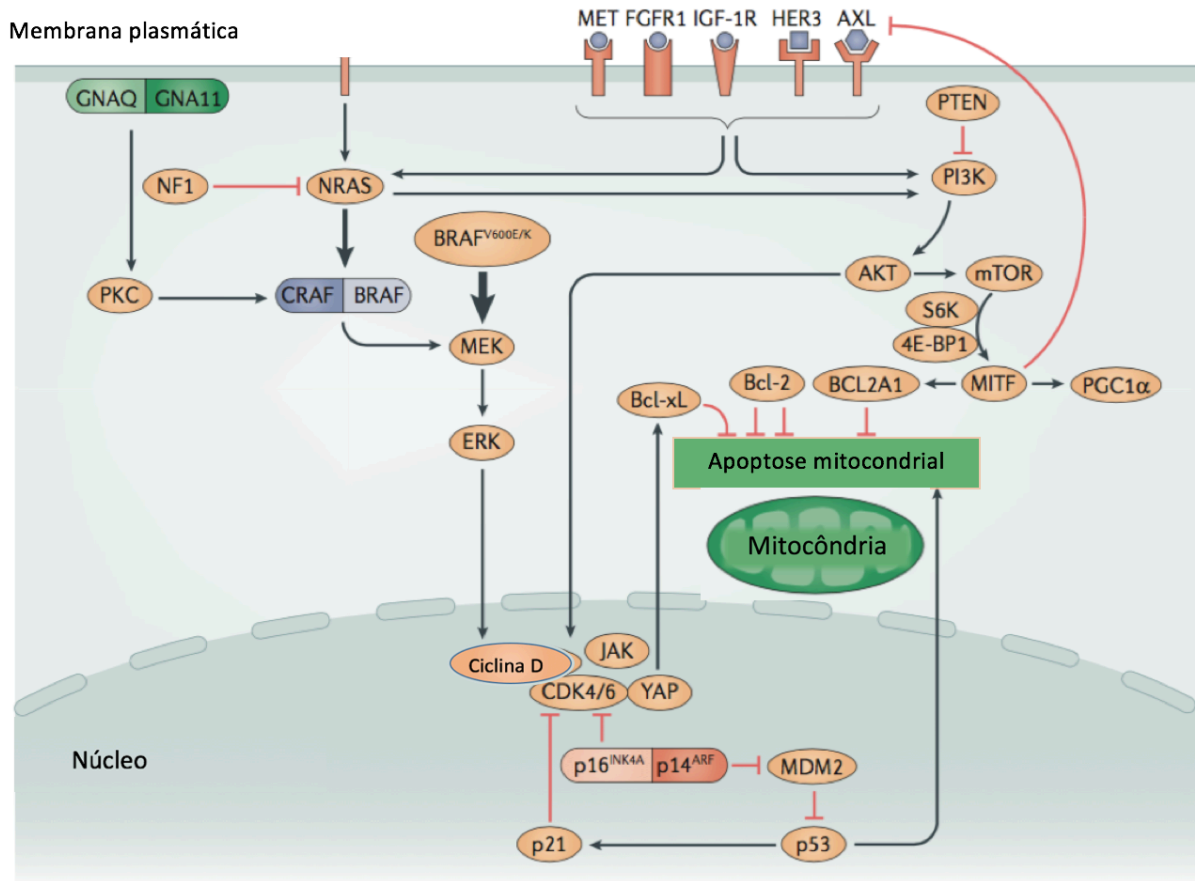 Membrana plasmática
MET FGFR1 IGF-1R HER3 AXL
GNAQ GNA11
PTEN
NF1
NRAS
PI3K
BRAFV600E/K
PKC
CRAF BRAF
AKT
mTOR
S6K
4E-BP1
MEK
Bcl-xL
Bcl-2
BCL2A1
MITF
PGC1α
ERK
Apoptose mitocondrial
Mitocôndria
Ciclina D
JAK
CDK4/6
YAP
Núcleo
p16INK4A p14ARF
MDM2
p21
p53